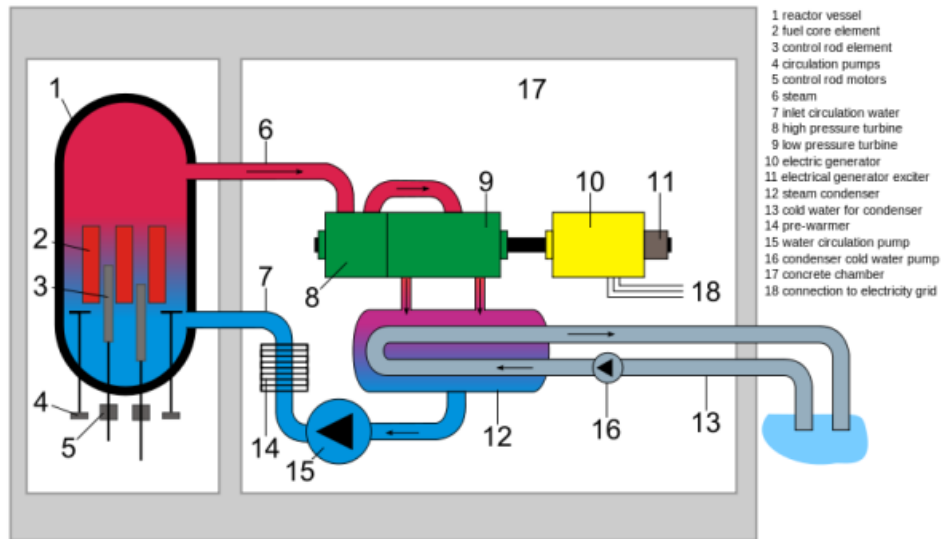 1
2
3
4
5
6
7
8
9
10
11
12
13
14
15
16
17
18
1 reactor vessel
2 fuel core element
3 control rod element
4 circulation pumps
5 control rod motors
6 steam
7 inlet circulation water
8 high pressure turbine
9 low pressure turbine
10 electric generator
11 electrical generator exciter
12 steam condenser
13 cold water for condenser
14 pre-warmer
15 water circulation pump
16 condenser cold water pump
17 concrete chamber
18 connection to electricity grid